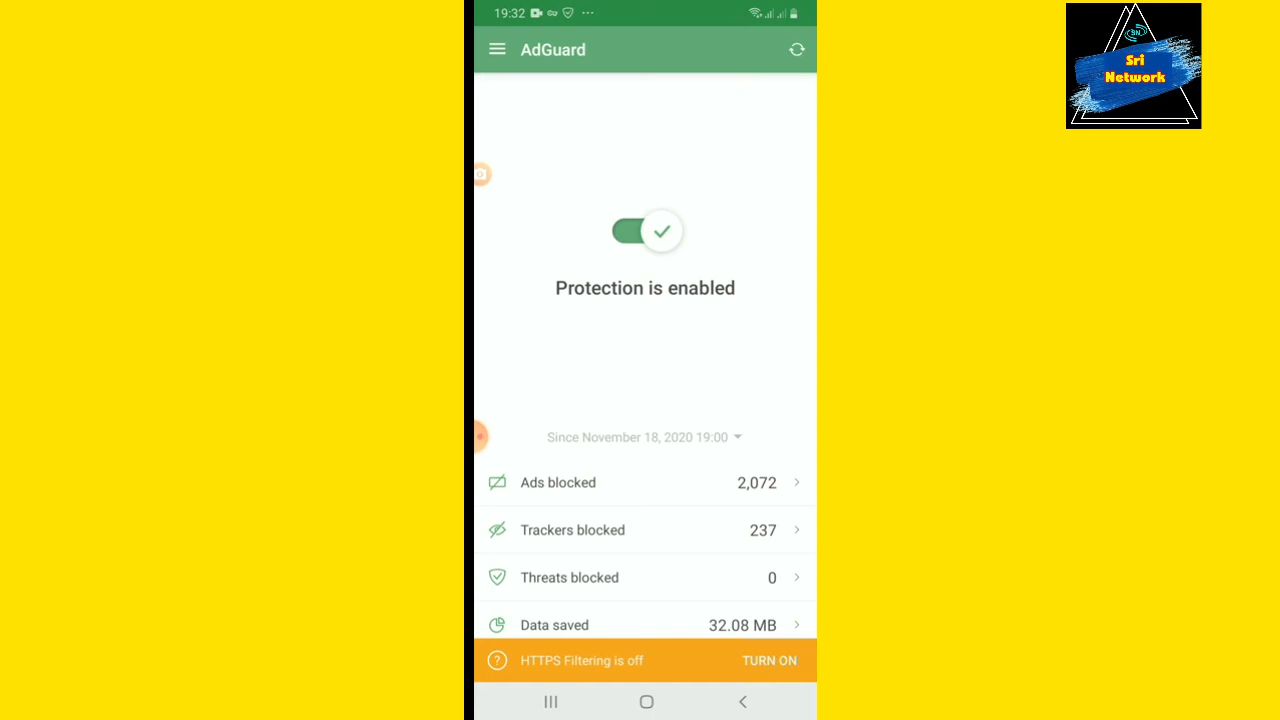 19:32
AdGuard
SN
Sri
Network
Protection is enabled
Since November 18, 2020 19:00
Ads blocked 2,072
Trackers blocked 237
Threats blocked 0
Data saved 32.08 MB
? HTTPS Filtering is off TURN ON